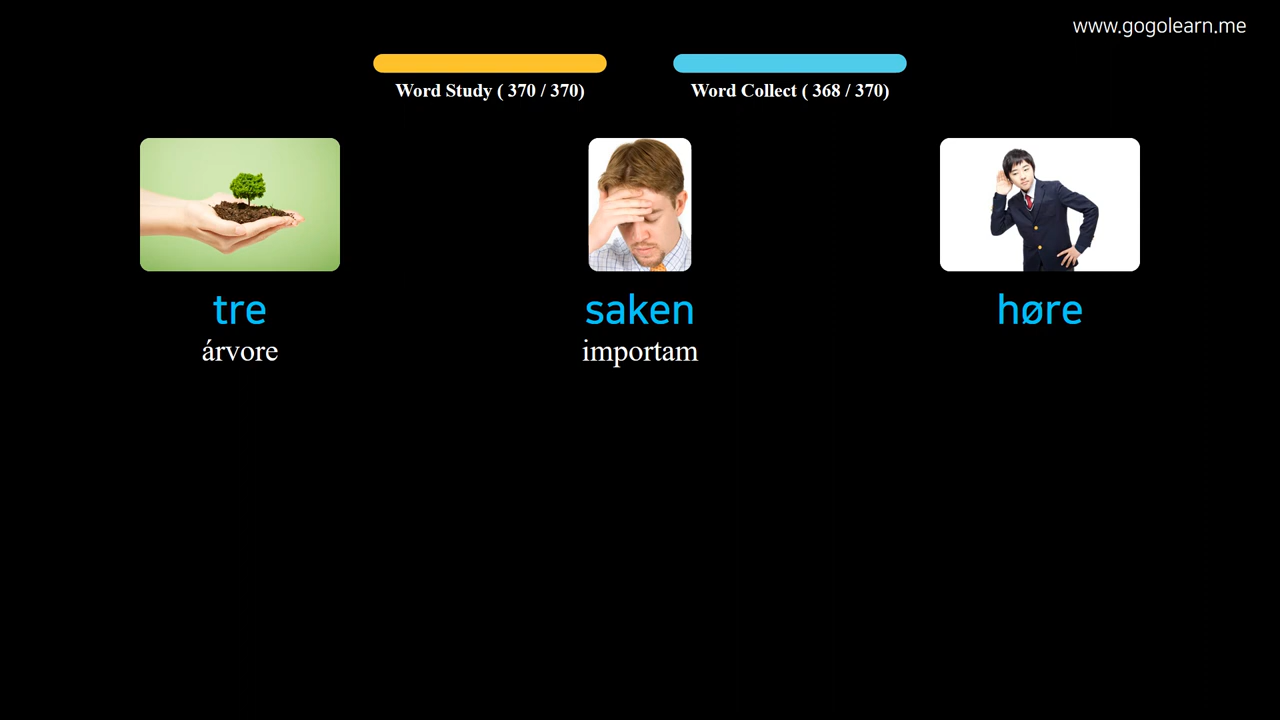 www.gogolearn.me
Word Study ( 370 / 370)
Word Collect ( 368 / 370)
tre
saken
høre
árvore
importam